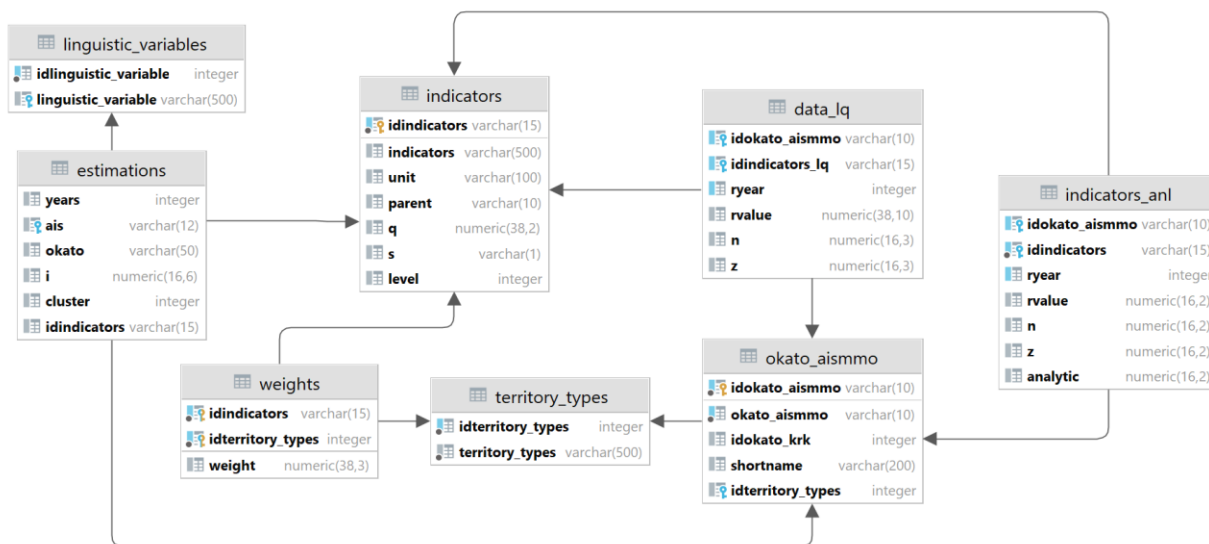 linguistic_variables
idlinguistic_variable integer
linguistic_variable varchar(500)
estimations
years integer
ais varchar(12)
okato varchar(50)
i numeric(16,6)
cluster integer
idindicators varchar(15)
indicators
idindicators varchar(15)
indicators varchar(500)
unit varchar(100)
parent varchar(10)
q numeric(38,2)
s varchar(1)
level integer
data_lq
idokato_aismmo varchar(10)
idindicators_lq varchar(15)
ryear integer
rvalue numeric(38,10)
n numeric(16,3)
z numeric(16,3)
indicators_anl
idokato_aismmo varchar(10)
idindicators varchar(15)
ryear integer
rvalue numeric(16,2)
n numeric(16,2)
z numeric(16,2)
analytic numeric(16,2)
weights
idindicators varchar(15)
idterritory_types integer
weight numeric(38,3)
territory_types
idterritory_types integer
territory_types varchar(500)
okato_aismmo
idokato_aismmo varchar(10)
okato_aismmo varchar(10)
idokato_krk integer
shortname varchar(200)
idterritory_types integer